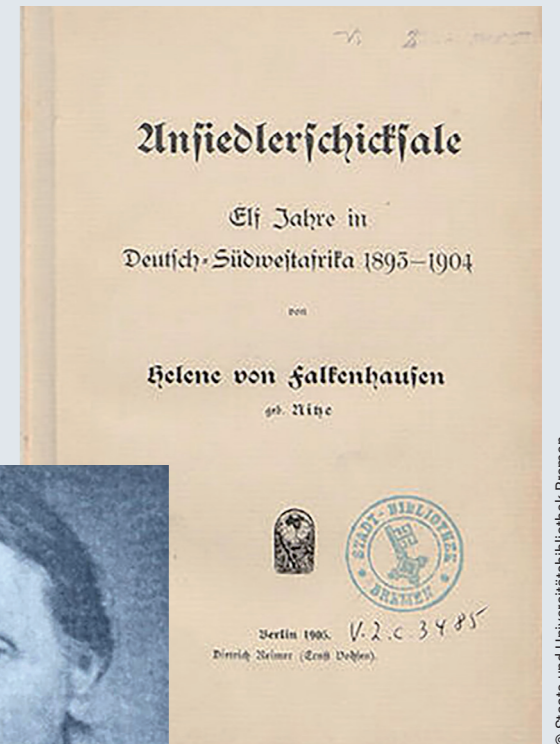 Ansiedlerschicksale
Elf Jahre in
Deutsch-Südwestafrika 1893–1904
von
Helene von Falkenhausen
geb. Nitze
STADT-BIBLIOTHEK
BREMEN
V.2.c.3485
Berlin 1905.
Dietrich Reimer (Ernst Vohsen).
© Staats und Universitätsbibliothek Bremen